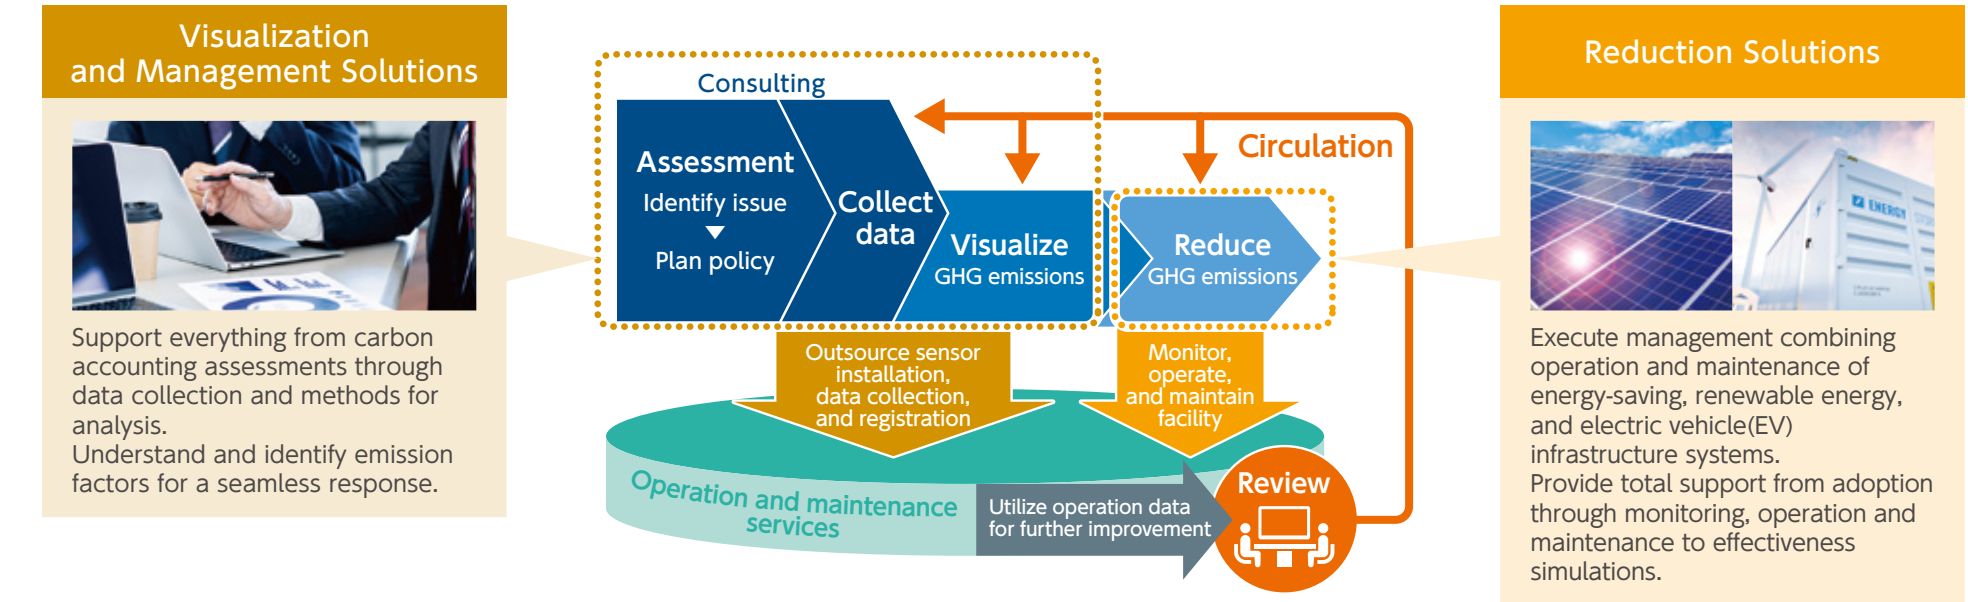 Visualization
and Management Solutions
Support everything from carbon
accounting assessments through
data collection and methods for
analysis.
Understand and identify emission
factors for a seamless response.
Consulting
Assessment
Identify issue
Plan policy
Collect
data
Visualize
GHG emissions
Reduce
GHG emissions
Circulation
Outsource sensor
installation,
data collection,
and registration
Monitor,
operate,
and maintain
facility
Operation and maintenance
services
Utilize operation data
for further improvement
Review
Reduction Solutions
ENERGY
Execute management combining
operation and maintenance of
energy-saving, renewable energy,
and electric vehicle(EV)
infrastructure systems.
Provide total support from adoption
through monitoring, operation and
maintenance to effectiveness
simulations.